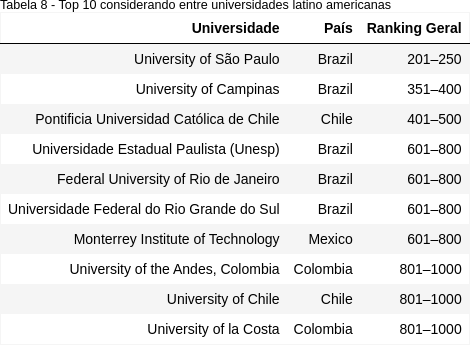 Tabela 8 - Top 10 considerando entre universidades latino americanas
Universidade País Ranking Geral
University of São Paulo Brazil 201–250
University of Campinas Brazil 351–400
Pontificia Universidad Católica de Chile Chile 401–500
Universidade Estadual Paulista (Unesp) Brazil 601–800
Federal University of Rio de Janeiro Brazil 601–800
Universidade Federal do Rio Grande do Sul Brazil 601–800
Monterrey Institute of Technology Mexico 601–800
University of the Andes, Colombia Colombia 801–1000
University of Chile Chile 801–1000
University of la Costa Colombia 801–1000